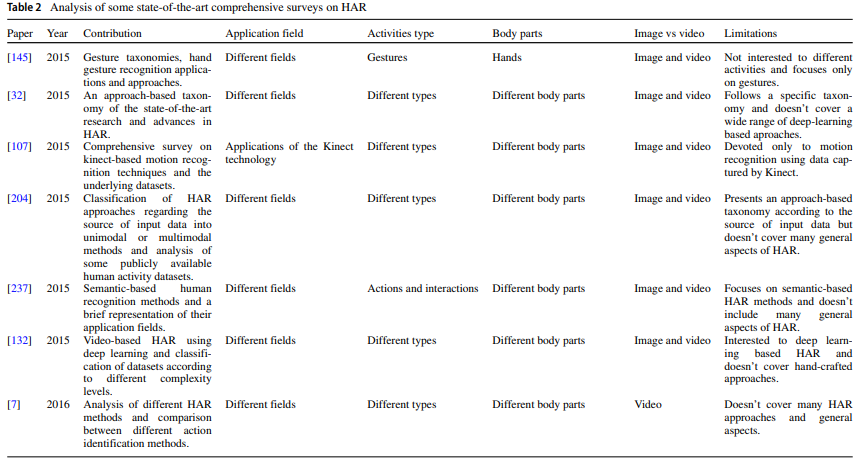 Table 2 Analysis of some state-of-the-art comprehensive surveys on HAR
Paper Year Contribution Application field Activities type Body parts Image vs video Limitations
[145] 2015 Gesture taxonomies, hand Different fields Gestures Hands Image and video Not interested to different
gesture recognition applica- activities and focuses only
tions and approaches. on gestures.
[32] 2015 An approach-based taxon- Different fields Different types Different body parts Image and video Follows a specific taxon-
omy of the state-of-the-art omy and doesn't cover a
research and advances in wide range of deep-learning
HAR. based aproaches.
[107] 2015 Comprehensive survey on Applications of the Kinect Different types Different body parts Image and video Devoted only to motion
kinect-based motion recog- technology recognition using data cap-
nition techniques and the tured by Kinect.
underlying datasets.
[204] 2015 Classification of HAR Different fields Different types Different body parts Image and video Presents an approach-based
approaches regarding the taxonomy according to the
source of input data into source of input data but
unimodal or multimodal doesn't cover many general
methods and analysis of aspects of HAR.
some publicly available
human activity datasets.
[237] 2015 Semantic-based human Different fields Actions and interactions Different body parts Image and video Focuses on semantic-based
recognition methods and a HAR methods and doesn't
brief representation of their include many general
application fields. aspects of HAR.
[132] 2015 Video-based HAR using Different fields Different types Different body parts Image and video Interested to deep learn-
deep learning and classifi- ing based HAR and
cation of datasets according doesn't cover hand-crafted
to different complexity approaches.
levels.
[7] 2016 Analysis of different HAR Different fields Different types Different body parts Video Doesn't cover many HAR
methods and comparison approaches and general
between different action aspects.
identification methods.